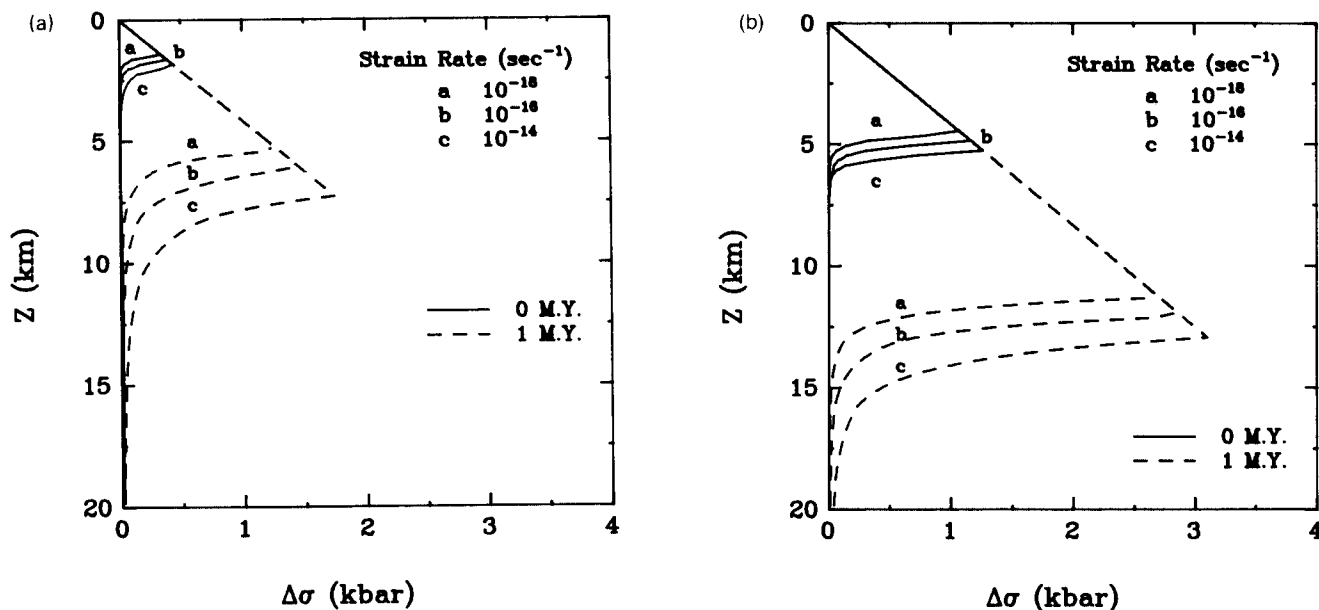 (a)
0
5
10
15
20
Z (km)
a
b
c
Strain Rate (sec⁻¹)
a 10⁻¹⁸
b 10⁻¹⁶
c 10⁻¹⁴
a
b
c
0 M.Y.
1 M.Y.
0 1 2 3 4
Δσ (kbar)
(b)
0
5
10
15
20
Z (km)
a
b
c
Strain Rate (sec⁻¹)
a 10⁻¹⁸
b 10⁻¹⁶
c 10⁻¹⁴
a
b
c
0 M.Y.
1 M.Y.
0 1 2 3 4
Δσ (kbar)